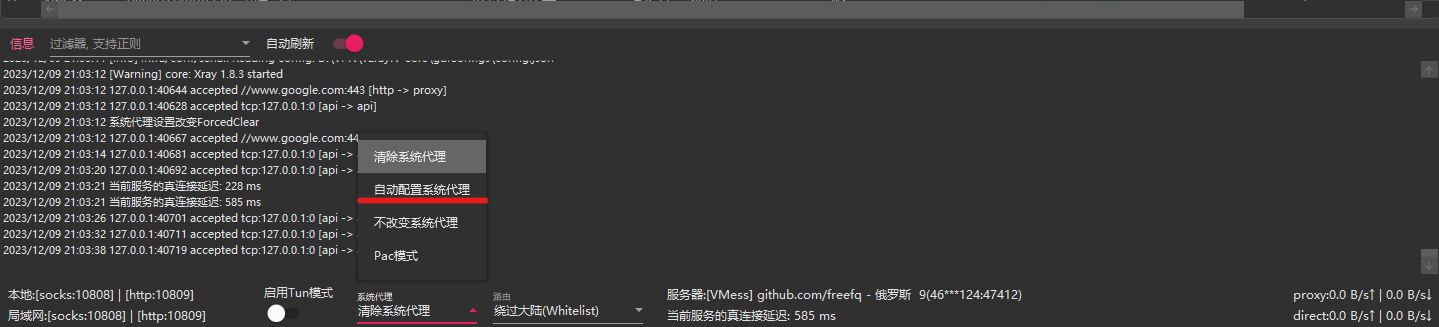 信息 过滤器, 支持正则 自动刷新
2023/12/09 21:03:12 [Warning] core: Xray 1.8.3 started
2023/12/09 21:03:12 127.0.0.1:40644 accepted //www.google.com:443 [http -> proxy]
2023/12/09 21:03:12 127.0.0.1:40628 accepted tcp:127.0.0.1:0 [api -> api]
2023/12/09 21:03:12 系统代理设置改变ForcedClear
2023/12/09 21:03:12 127.0.0.1:40667 accepted //www.google.com:44
2023/12/09 21:03:14 127.0.0.1:40681 accepted tcp:127.0.0.1:0 [api ->
2023/12/09 21:03:20 127.0.0.1:40692 accepted tcp:127.0.0.1:0 [api ->
2023/12/09 21:03:21 当前服务的真连接延迟: 228 ms
2023/12/09 21:03:21 当前服务的真连接延迟: 585 ms
2023/12/09 21:03:26 127.0.0.1:40701 accepted tcp:127.0.0.1:0 [api ->
2023/12/09 21:03:32 127.0.0.1:40711 accepted tcp:127.0.0.1:0 [api ->
2023/12/09 21:03:38 127.0.0.1:40719 accepted tcp:127.0.0.1:0 [api ->
清除系统代理
自动配置系统代理
不改变系统代理
Pac模式
本地:[socks:10808] | [http:10809]
局域网:[socks:10808] | [http:10809]
启用Tun模式
系统代理
清除系统代理
路由
绕过大陆(Whitelist)
服务器:[VMess] github.com/freefq - 俄罗斯 9(46***124:47412)
当前服务的真连接延迟: 585 ms
proxy:0.0 B/s↑ | 0.0 B/s↓
direct:0.0 B/s↑ | 0.0 B/s↓